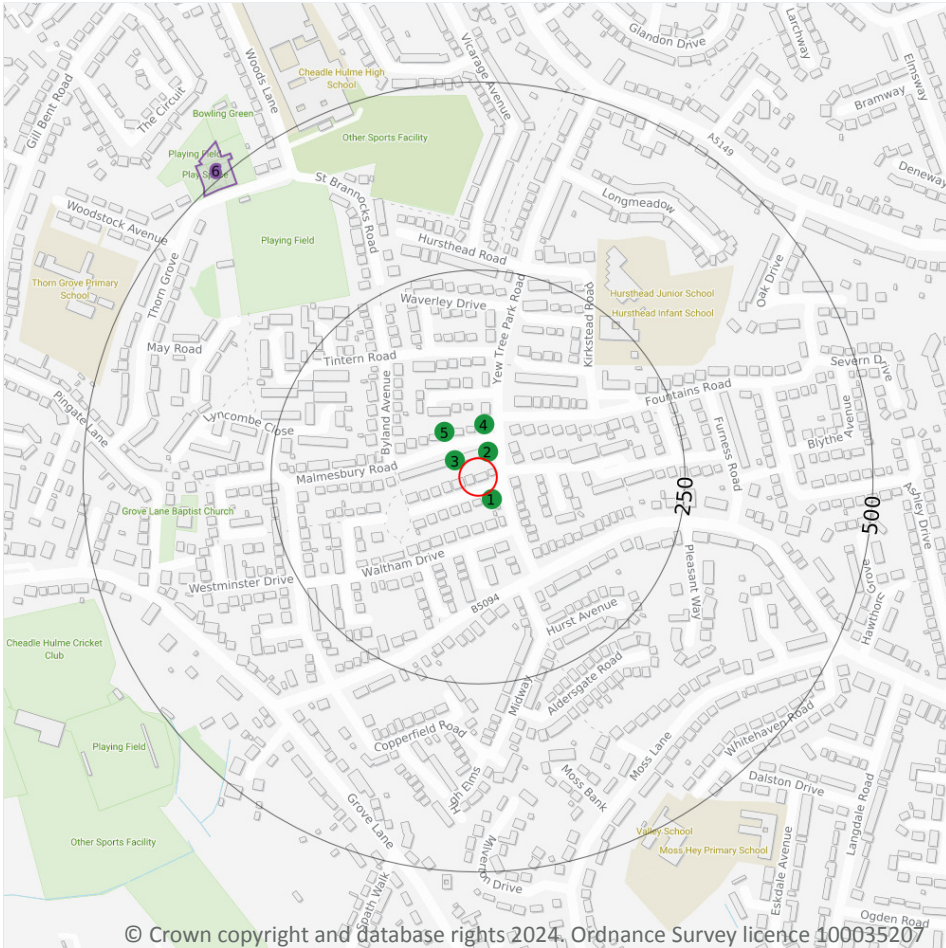 Glandon Drive
Larchway
Elmsway
Woods Lane
Vicarage Avenue
Cheadle Hulme High
School
Gill Bent Road
The Circuit
Bramway
Bowling Green
A5149
Other Sports Facility
Playing Field
Play Space
6
Deneway
St Brannocks Road
Longmeadow
Woodstock Avenue
Playing Field
Hursthead Road
Thorn Grove
Oak Drive
Thorn Grove Primary
School
Yew Tree Park Road
Kirkstead Road
Hursthead Junior School
Hursthead Infant School
Waverley Drive
May Road
Tintern Road
Severn Drive
Pingate Lane
Byland Avenue
Fountains Road
Lyncombe Close
4
5
Furness Road
Blythe Avenue
2
3
Malmesbury Road
250
500
1
Grove Lane Baptist Church
Ashley Drive
Waltham Drive
Westminster Drive
Pleasant Way
B5094
Hurst Avenue
Hawthorn Grove
Cheadle Hulme Cricket
Club
Aldersgate Road
Midway
Copperfield Road
Whitehaven Road
Moss Lane
Playing Field
High Elms
Moss Bank
Dalston Drive
Grove Lane
Langdale Road
Other Sports Facility
Valley School
Moss Hey Primary School
Milverton Drive
Eskdale Avenue
Spath Walk
Ogden Road
© Crown copyright and database rights 2024. Ordnance Survey licence 100035207